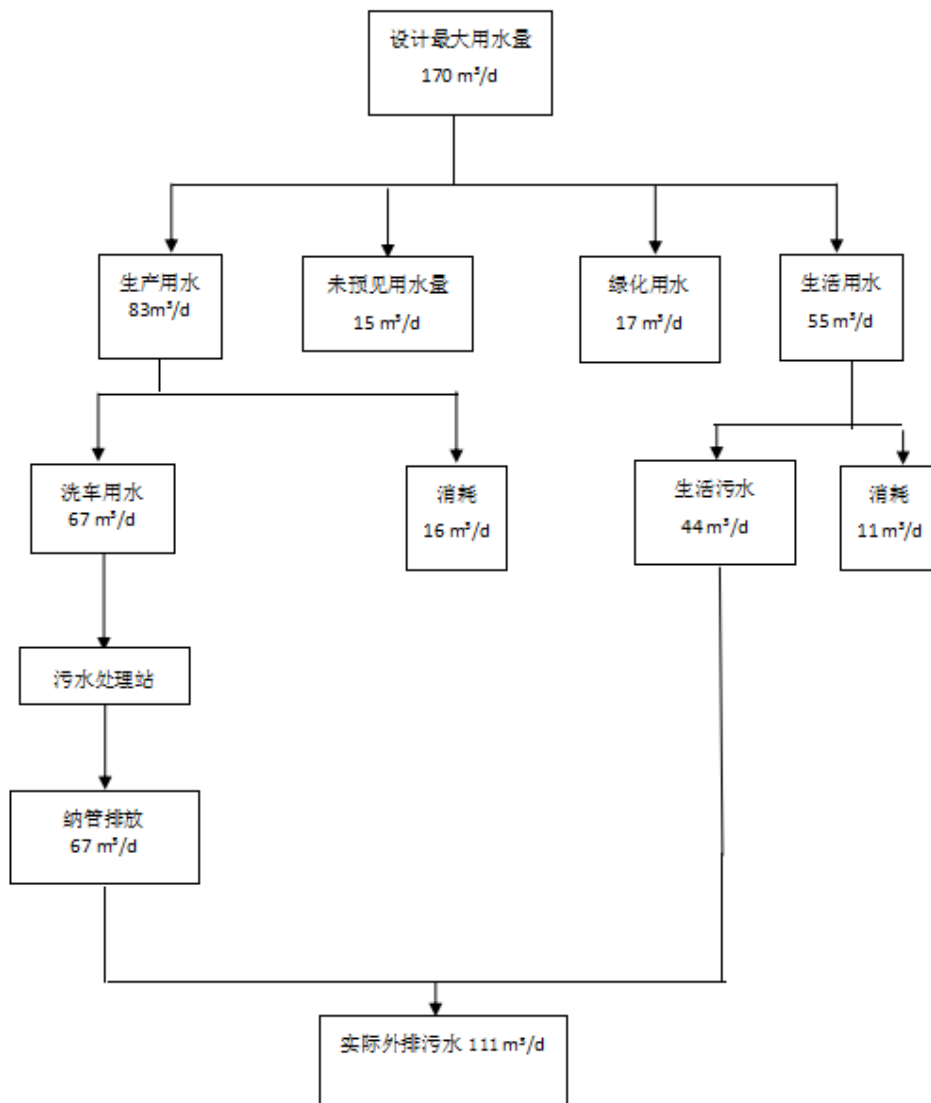 设计最大用水量
170 m³/d
生产用水
83m³/d
未预见用水量
15 m³/d
绿化用水
17 m³/d
生活用水
55 m³/d
洗车用水
67 m³/d
消耗
16 m³/d
生活污水
44 m³/d
消耗
11 m³/d
污水处理站
纳管排放
67 m³/d
实际外排污水 111 m³/d